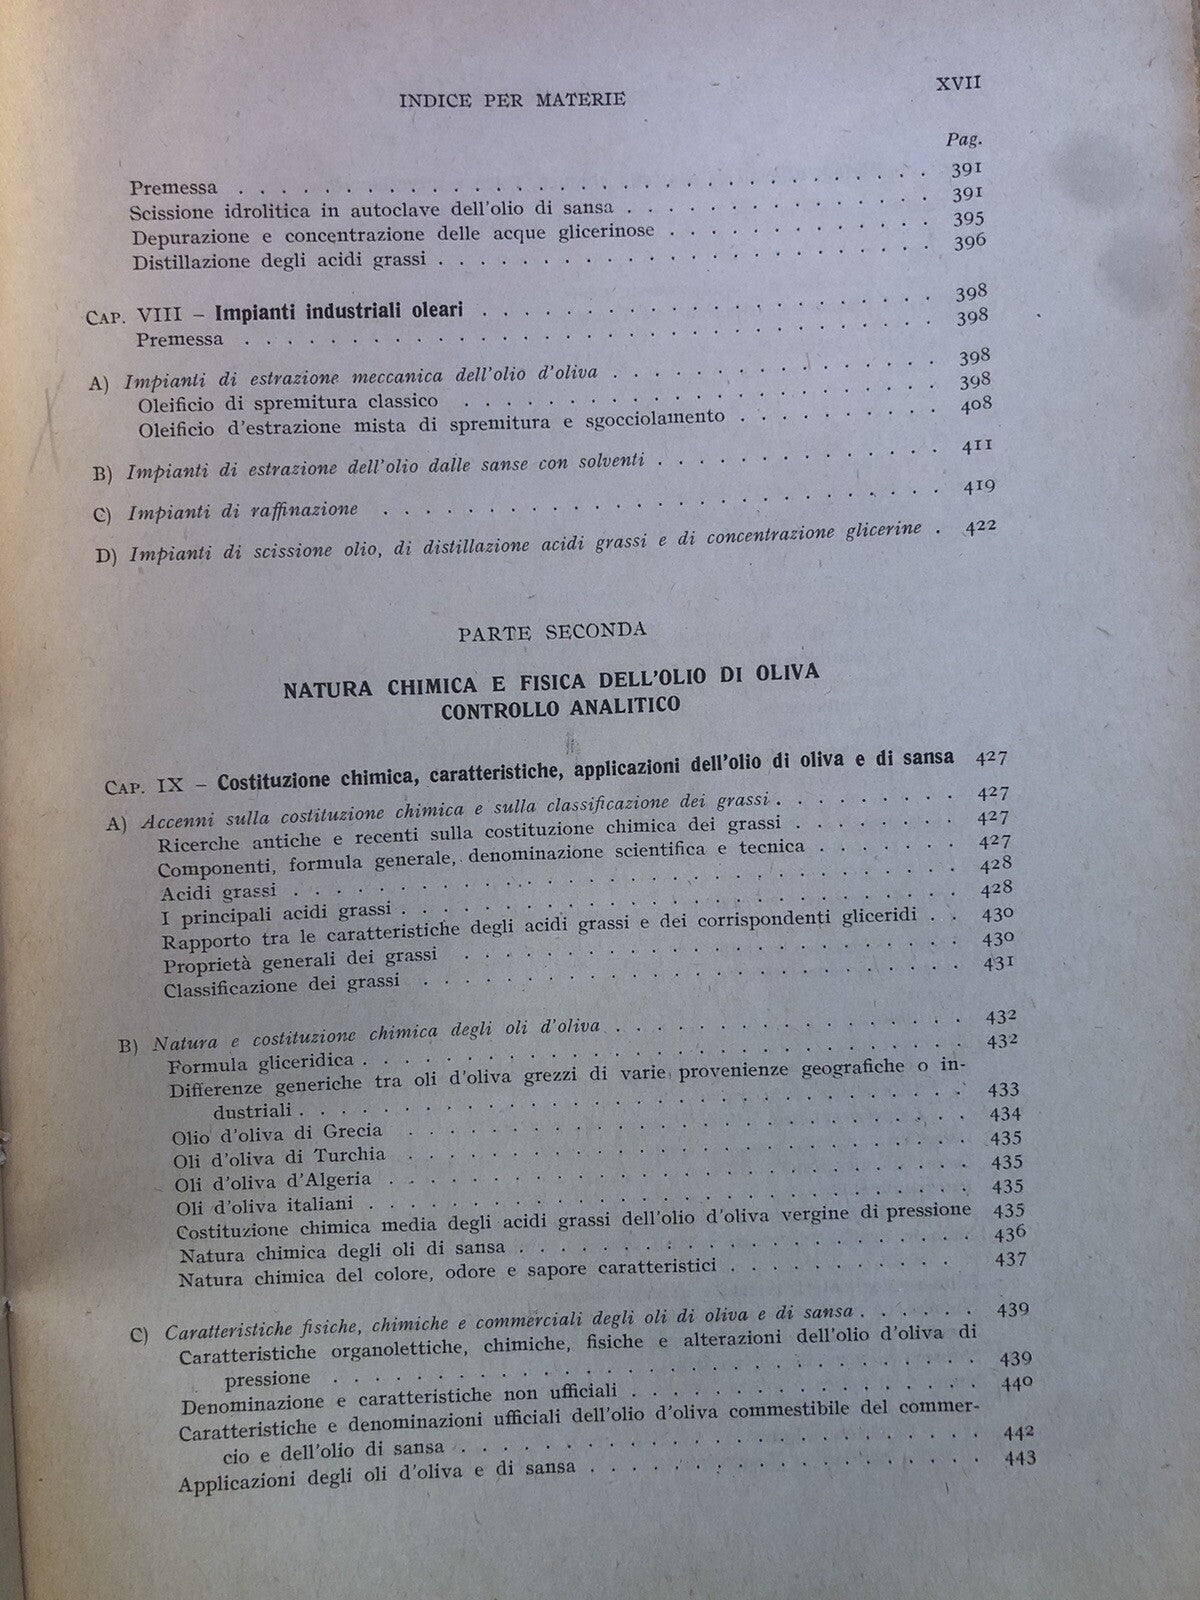 INDICE PER MATERIE XVII
Pag.
Premessa . . . . . . . . . . . . . . . . . . . . . . . . . . 391
Scissione idrolitica in autoclave dell'olio di sansa . . . . . . . . . . . . 391
Depurazione e concentrazione delle acque glicerinose . . . . . . . . . . 395
Distillazione degli acidi grassi . . . . . . . . . . . . . . . . . . . 396
CAP. VIII – Impianti industriali oleari . . . . . . . . . . . . . . . . . 398
Premessa . . . . . . . . . . . . . . . . . . . . . . . . . . 398
A) Impianti di estrazione meccanica dell'olio d'oliva . . . . . . . . . . . . 398
Oleificio di spremitura classico . . . . . . . . . . . . . . . . . . 398
Oleificio d'estrazione mista di spremitura e sgocciolamento . . . . . . . . 408
B) Impianti di estrazione dell'olio dalle sanse con solventi . . . . . . . . . . . 411
C) Impianti di raffinazione . . . . . . . . . . . . . . . . . . . . . 419
D) Impianti di scissione olio, di distillazione acidi grassi e di concentrazione glicerine . 422
PARTE SECONDA
NATURA CHIMICA E FISICA DELL'OLIO DI OLIVA
CONTROLLO ANALITICO
CAP. IX – Costituzione chimica, caratteristiche, applicazioni dell'olio di oliva e di sansa 427
A) Accenni sulla costituzione chimica e sulla classificazione dei grassi . . . . . . . 427
Ricerche antiche e recenti sulla costituzione chimica dei grassi . . . . . . 427
Componenti, formula generale, denominazione scientifica e tecnica . . . . . . 427
Acidi grassi . . . . . . . . . . . . . . . . . . . . . . . . . 428
I principali acidi grassi . . . . . . . . . . . . . . . . . . . . . 428
Rapporto tra le caratteristiche degli acidi grassi e dei corrispondenti gliceridi . . 430
Proprietà generali dei grassi . . . . . . . . . . . . . . . . . . . 430
Classificazione dei grassi . . . . . . . . . . . . . . . . . . . . 431
B) Natura e costituzione chimica degli oli d'oliva . . . . . . . . . . . . . 432
Formula gliceridica . . . . . . . . . . . . . . . . . . . . . . 432
Differenze generiche tra oli d'oliva grezzi di varie provenienze geografiche o in-
dustriali . . . . . . . . . . . . . . . . . . . . . . . . . 433
Olio d'oliva di Grecia . . . . . . . . . . . . . . . . . . . . . 434
Oli d'oliva di Turchia . . . . . . . . . . . . . . . . . . . . . 435
Oli d'oliva d'Algeria . . . . . . . . . . . . . . . . . . . . . . 435
Oli d'oliva italiani . . . . . . . . . . . . . . . . . . . . . . 435
Costituzione chimica media degli acidi grassi dell'olio d'oliva vergine di pressione 435
Natura chimica degli oli di sansa . . . . . . . . . . . . . . . . . 436
Natura chimica del colore, odore e sapore caratteristici . . . . . . . . . 437
C) Caratteristiche fisiche, chimiche e commerciali degli oli di oliva e di sansa . . . . . . 439
Caratteristiche organolettiche, chimiche, fisiche e alterazioni dell'olio d'oliva di
pressione . . . . . . . . . . . . . . . . . . . . . . . . 439
Denominazione e caratteristiche non ufficiali . . . . . . . . . . . . . 440
Caratteristiche e denominazioni ufficiali dell'olio d'oliva commestibile del commer-
cio e dell'olio di sansa . . . . . . . . . . . . . . . . . . . . 442
Applicazioni degli oli d'oliva e di sansa . . . . . . . . . . . . . . . 443